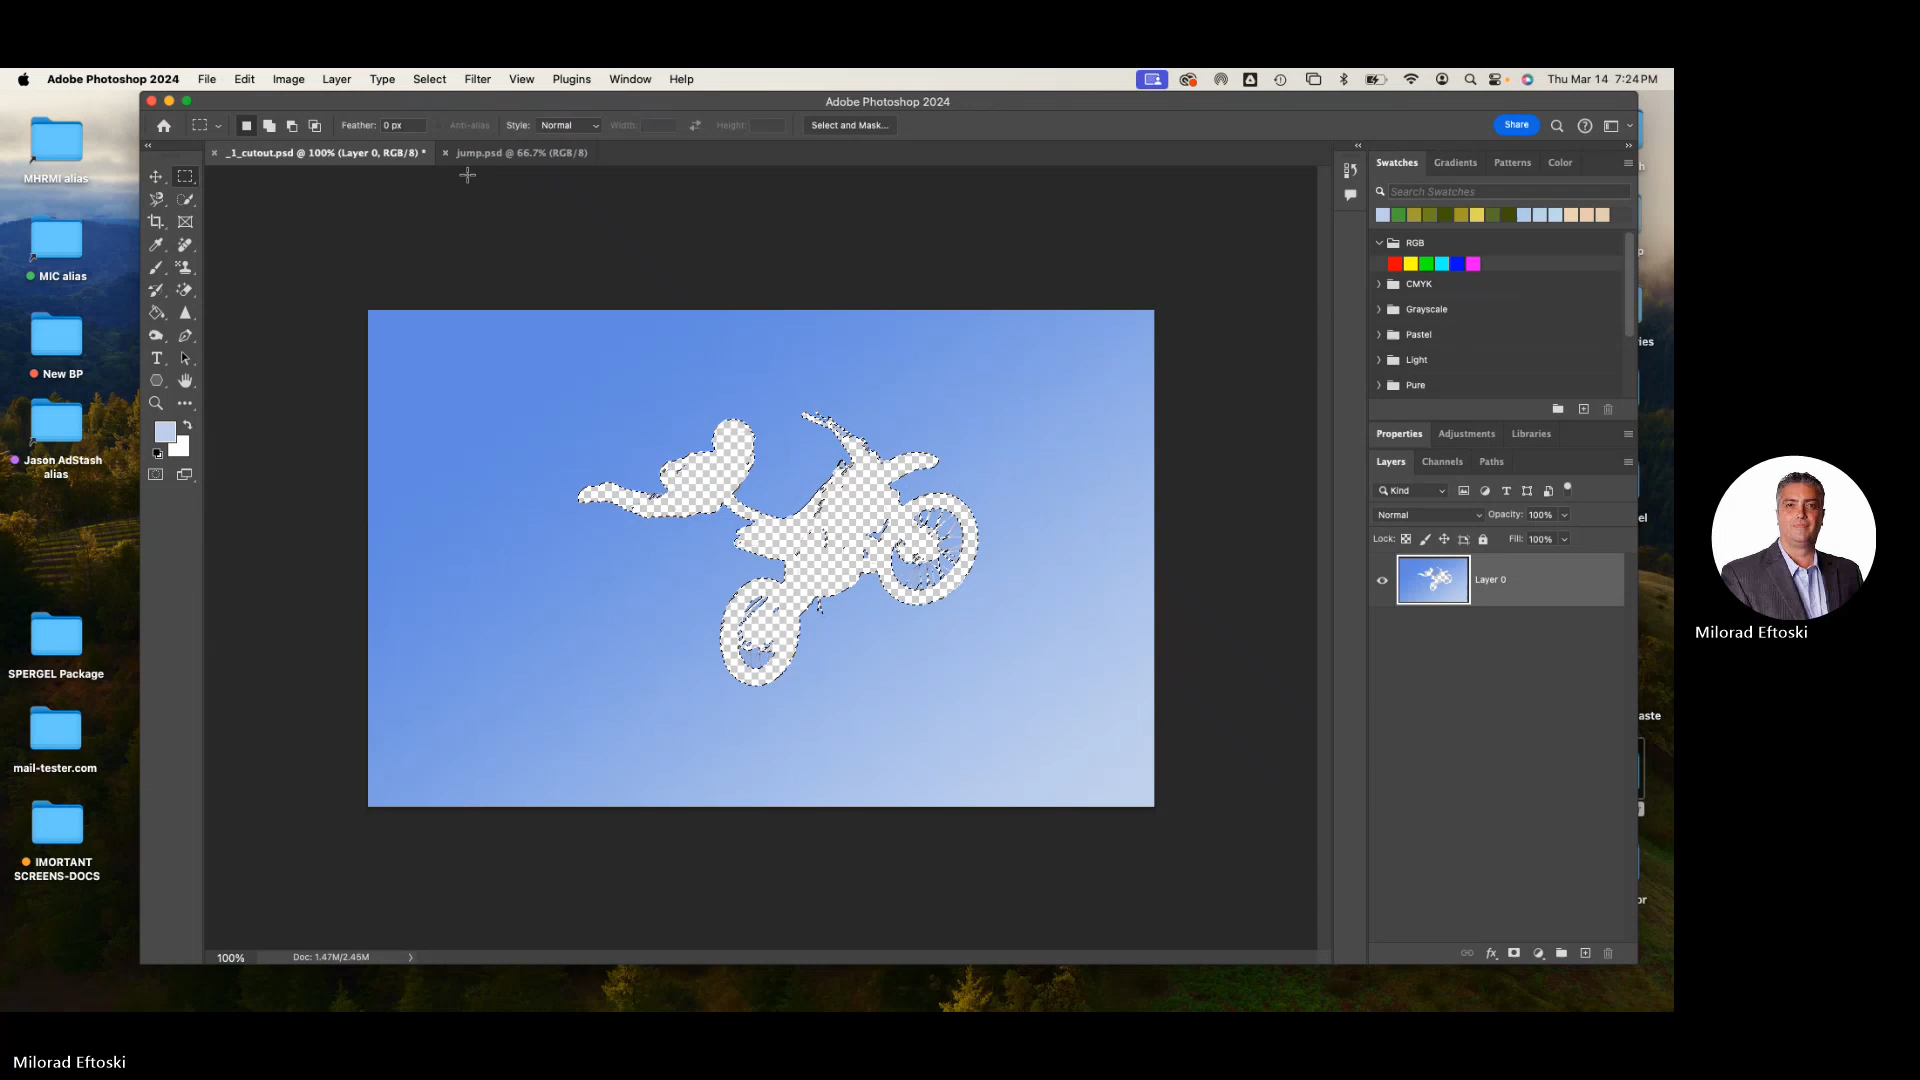 Adobe Photoshop 2024 File Edit Image Layer Type Select Filter View Plugins Window Help Thu Mar 14 7:24 PM
Adobe Photoshop 2024
Feather: 0 px Anti-alias Style: Normal Width: Height: Select and Mask... Share
_1_cutout.psd @ 100% (Layer 0, RGB/8) * jump.psd @ 66.7% (RGB/8)
Swatches Gradients Patterns Color
Search Swatches
RGB
CMYK
Grayscale
Pastel
Light
Pure
Properties Adjustments Libraries
Layers Channels Paths
Kind
Normal Opacity: 100%
Lock: Fill: 100%
Layer 0
100% Doc: 1.47M/2.45M
MHRMI alias
MIC alias
New BP
Jason AdStash
alias
SPERGEL Package
mail-tester.com
IMORTANT
SCREENS-DOCS
h
p
ies
el
aste
or
Milorad Eftoski
Milorad Eftoski